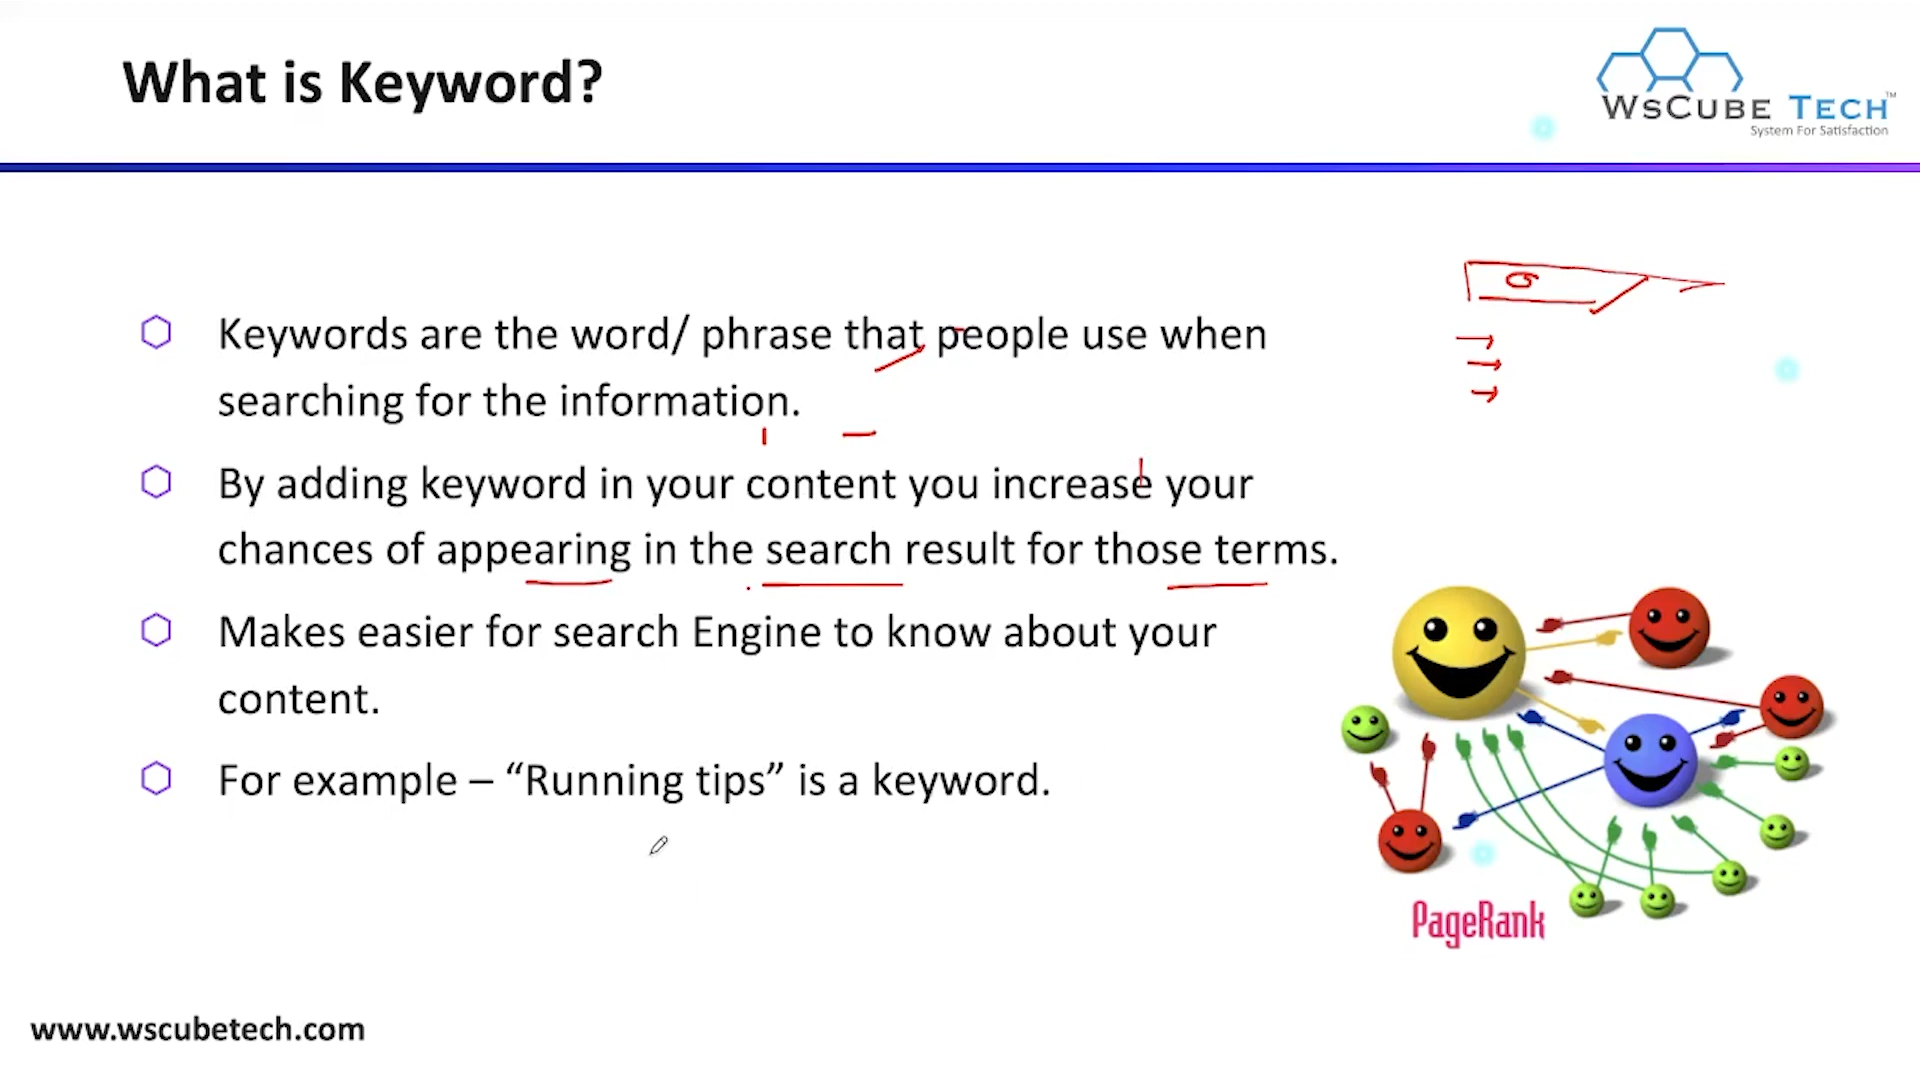 What is Keyword?
WsCube Tech™
System For Satisfaction
Keywords are the word/ phrase that people use when
searching for the information.
By adding keyword in your content you increase your
chances of appearing in the search result for those terms.
Makes easier for search Engine to know about your
content.
For example – “Running tips” is a keyword.
PageRank
www.wscubetech.com